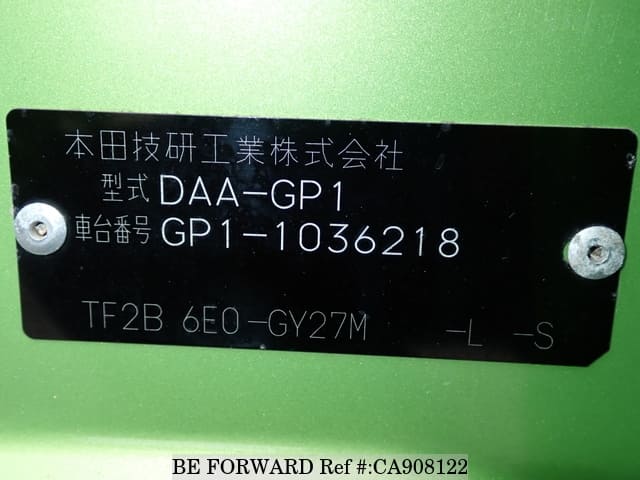 本田技研工業株式会社
型式 DAA-GP1
車台番号 GP1-1036218
TF2B 6E0-GY27M -L -S
BE FORWARD Ref #:CA908122